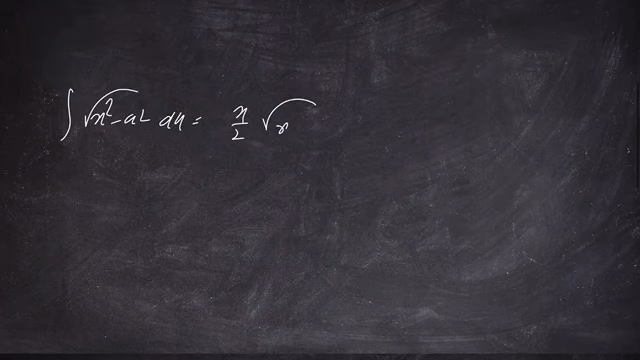 ∫ √x²-a² dx = x/2 √x